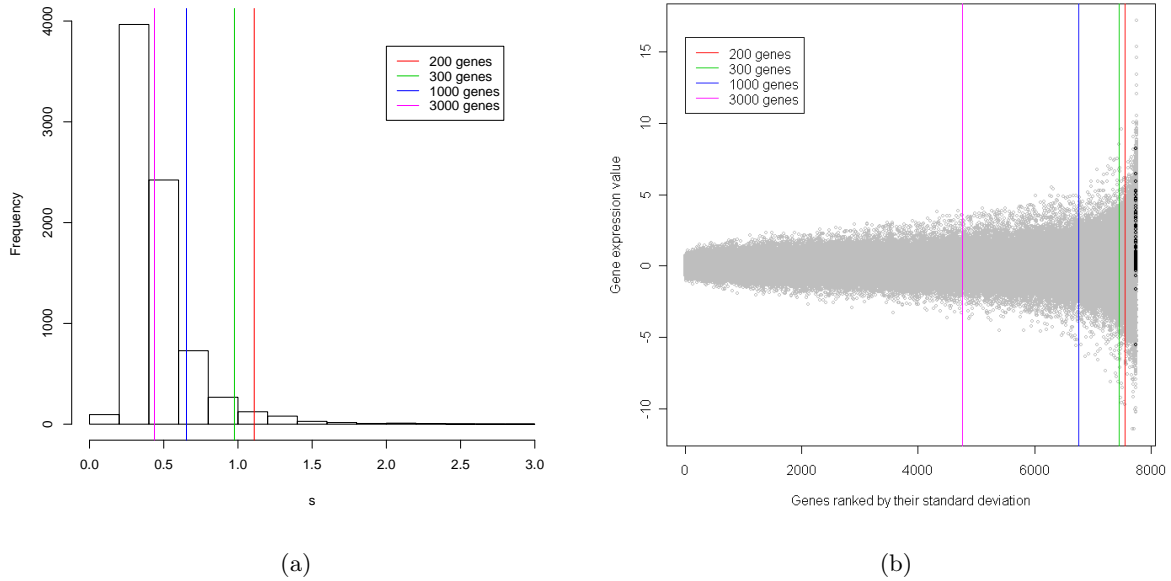 4000
3000
2000
1000
0
Frequency
200 genes
300 genes
1000 genes
3000 genes
0.0 0.5 1.0 1.5 2.0 2.5 3.0
s
(a)
15
10
5
0
-5
-10
Gene expression value
200 genes
300 genes
1000 genes
3000 genes
0 2000 4000 6000 8000
Genes ranked by their standard deviation
(b)